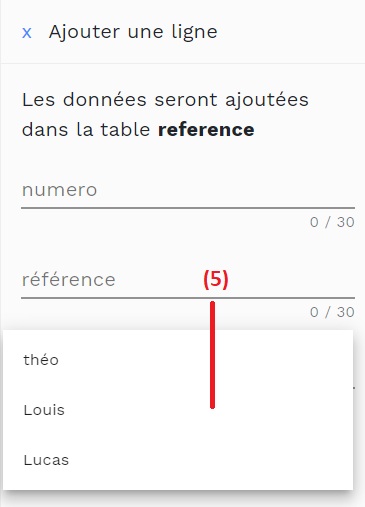 x Ajouter une ligne
Les données seront ajoutées
dans la table reference
numero
0 / 30
référence
(5)
0 / 30
théo
Louis
Lucas